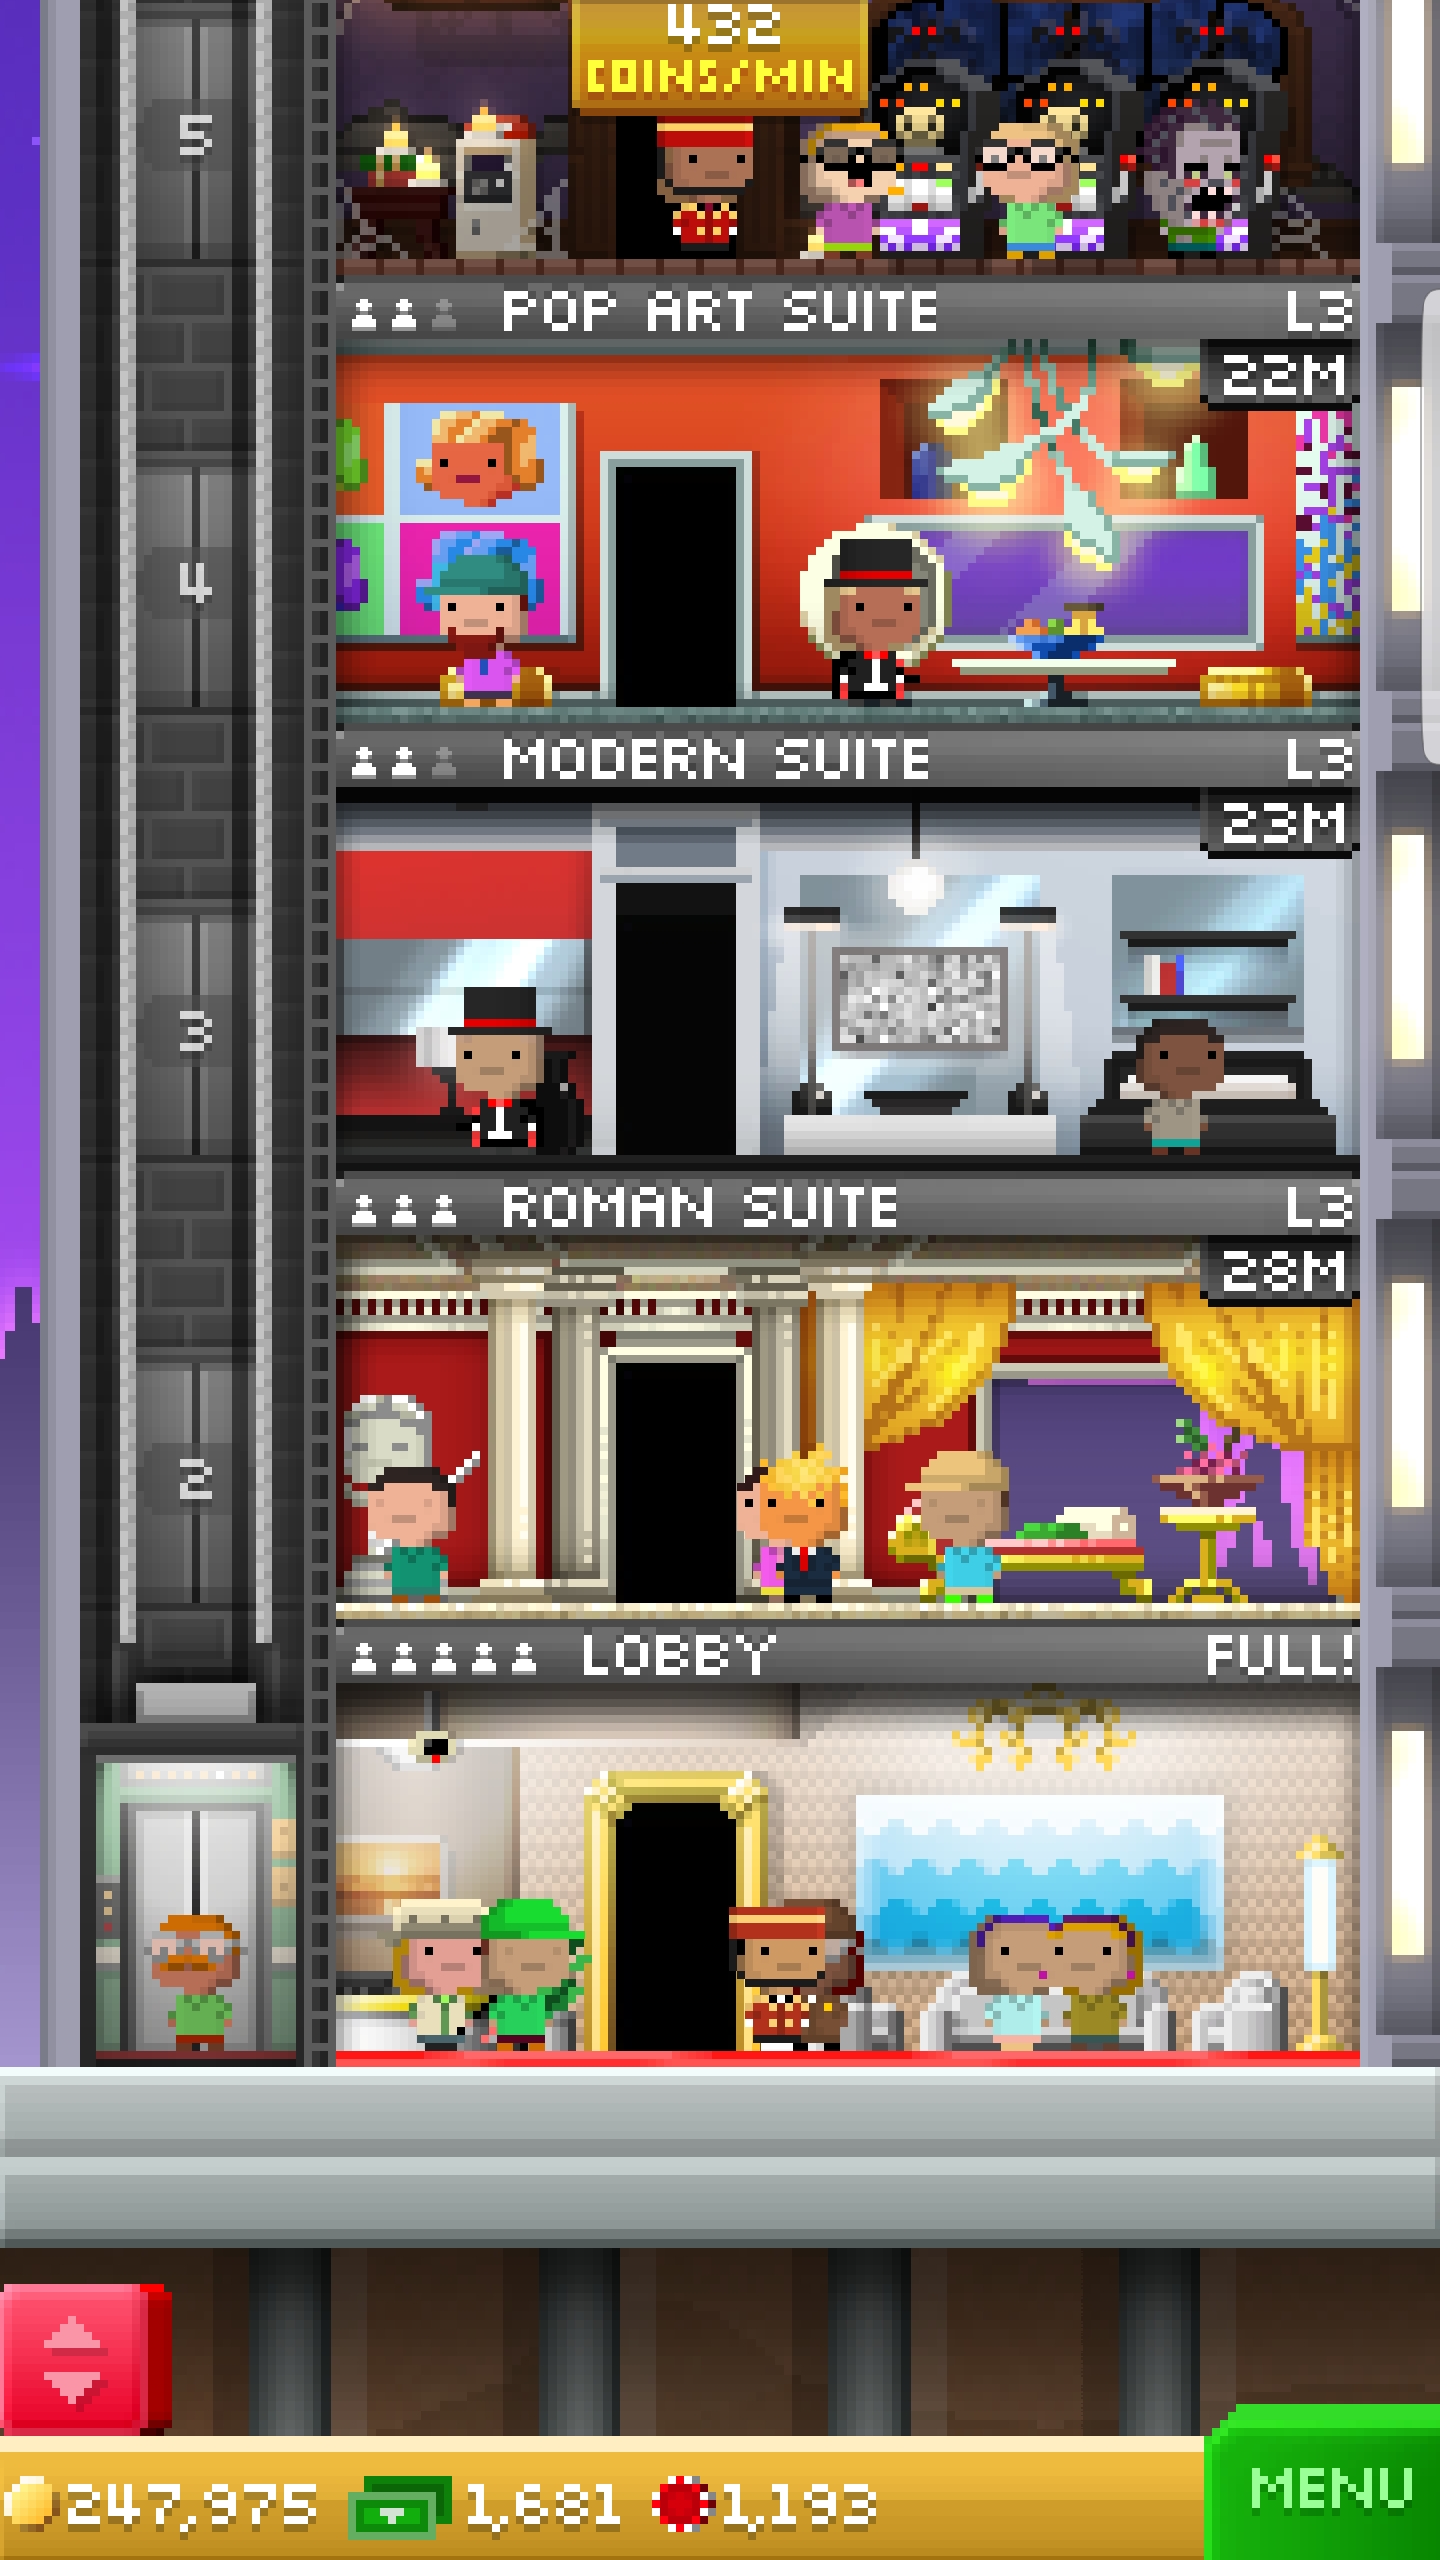 432
COINS/MIN
5
POP ART SUITE L3
22M
4
MODERN SUITE L3
23M
3
ROMAN SUITE L3
28M
2
LOBBY FULL!
247,975 1,681 1,193
MENU